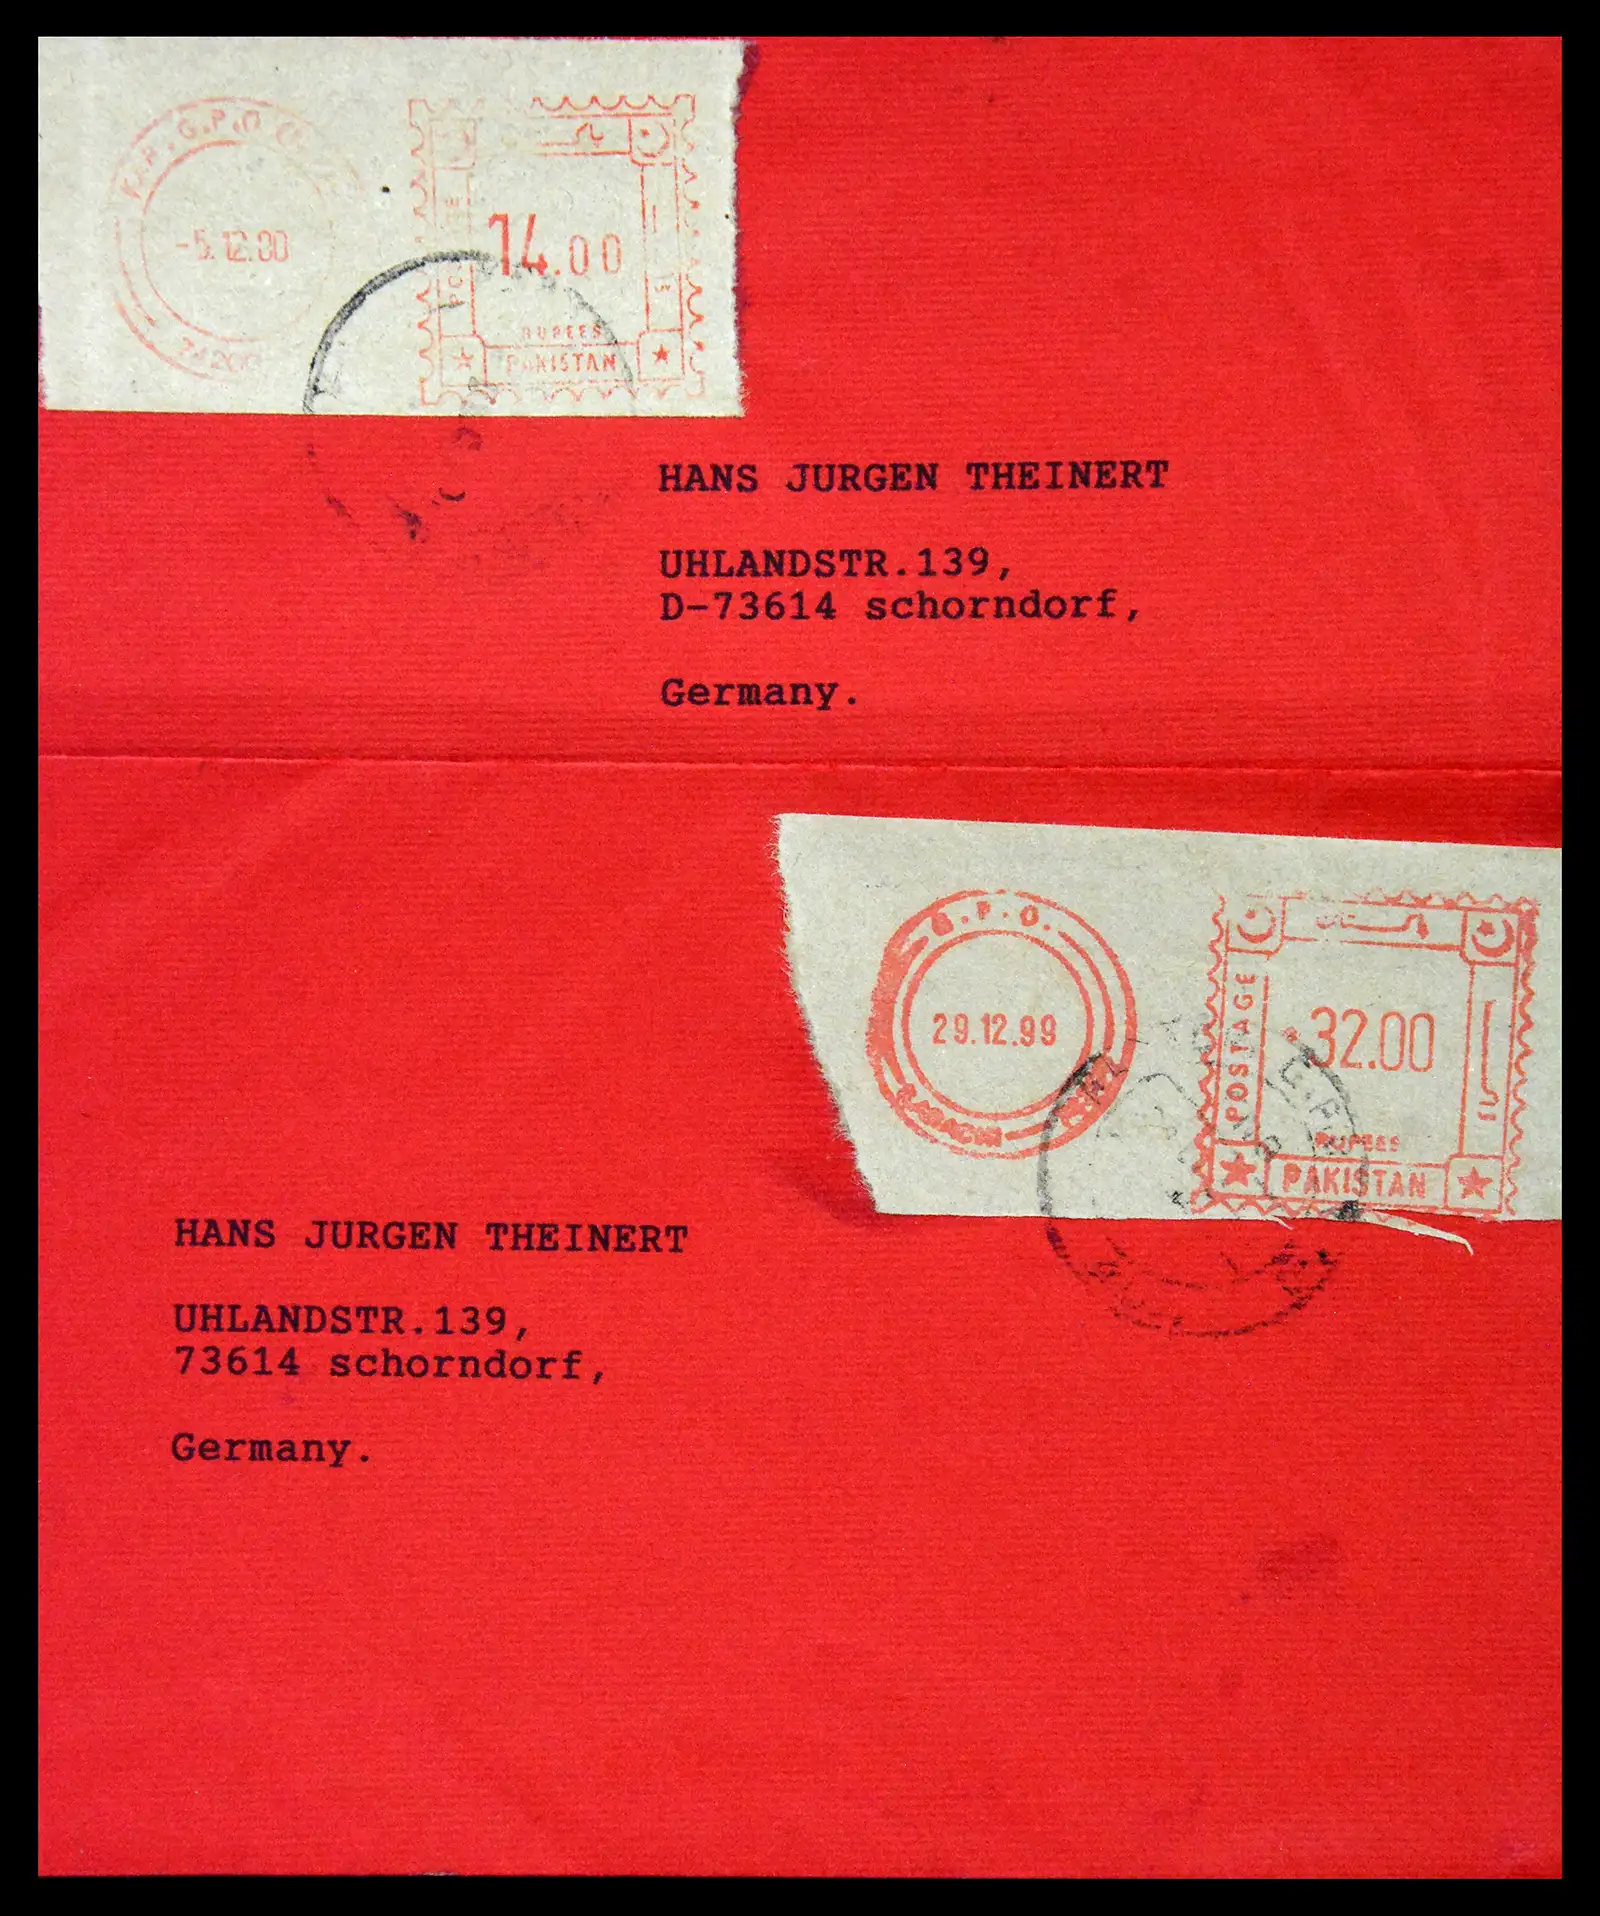 G.P.O
-5.12.00
74200
14.00
RUPEES
PAKISTAN
HANS JURGEN THEINERT
UHLANDSTR.139,
D-73614 schorndorf,
Germany.
G.P.O.
29.12.99
POSTAGE
32.00
RUPEES
PAKISTAN
HANS JURGEN THEINERT
UHLANDSTR.139,
73614 schorndorf,
Germany.